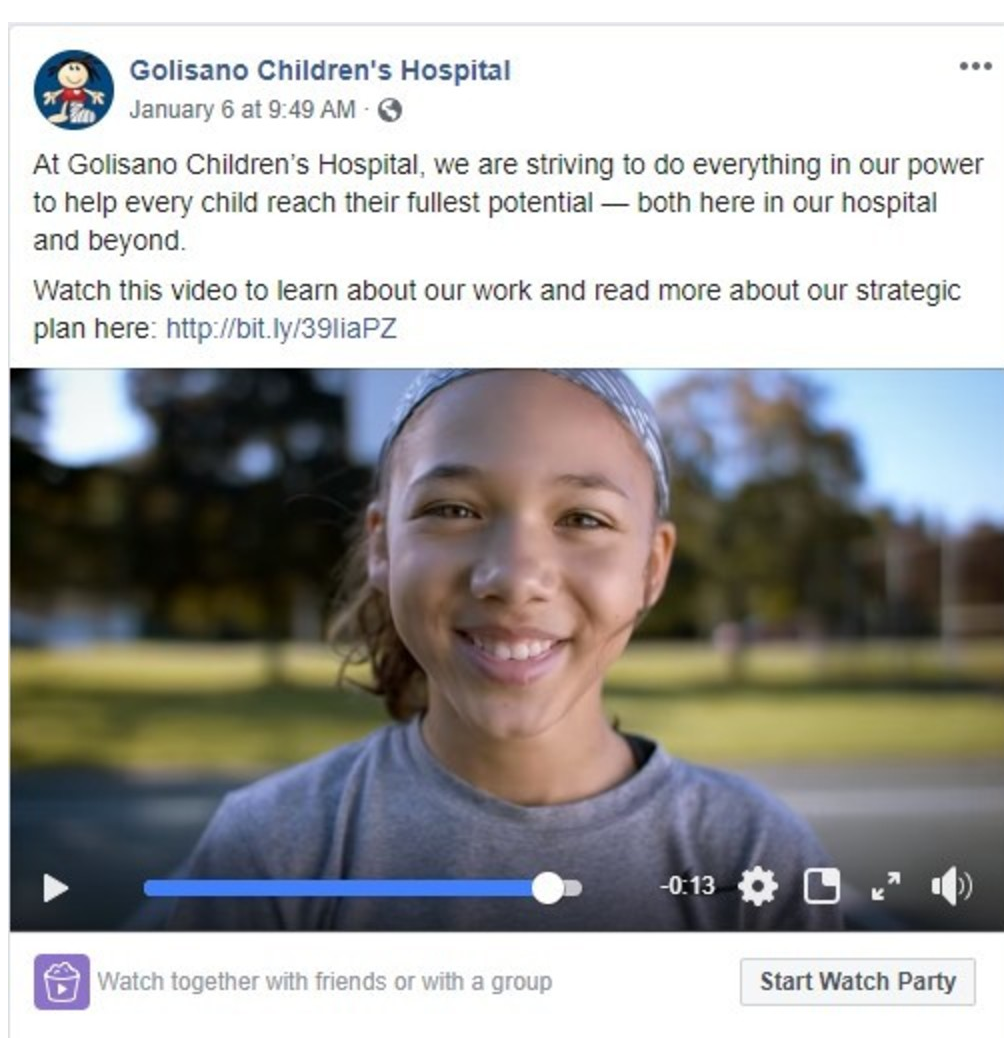 Golisano Children's Hospital
January 6 at 9:49 AM ·
At Golisano Children’s Hospital, we are striving to do everything in our power
to help every child reach their fullest potential — both here in our hospital
and beyond.
Watch this video to learn about our work and read more about our strategic
plan here: http://bit.ly/39liaPZ
-0:13
Watch together with friends or with a group
Start Watch Party